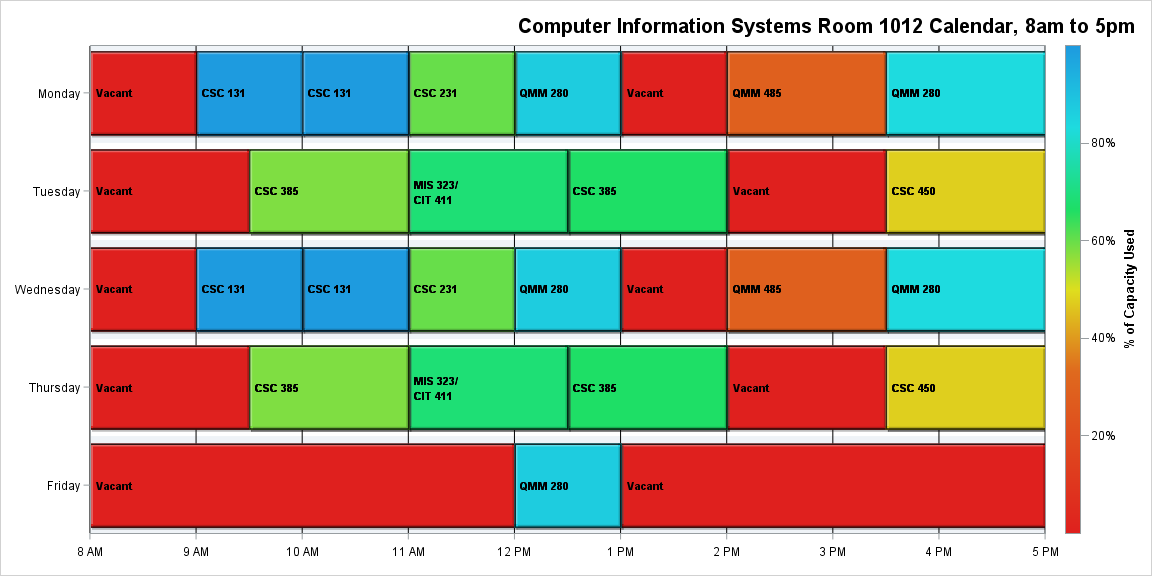 Computer Information Systems Room 1012 Calendar, 8am to 5pm
Monday
Vacant
CSC 131
CSC 131
CSC 231
QMM 280
Vacant
QMM 485
QMM 280
Tuesday
Vacant
CSC 385
MIS 323/
CIT 411
CSC 385
Vacant
CSC 450
Wednesday
Vacant
CSC 131
CSC 131
CSC 231
QMM 280
Vacant
QMM 485
QMM 280
Thursday
Vacant
CSC 385
MIS 323/
CIT 411
CSC 385
Vacant
CSC 450
Friday
Vacant
QMM 280
Vacant
8 AM
9 AM
10 AM
11 AM
12 PM
1 PM
2 PM
3 PM
4 PM
5 PM
80%
60%
40%
20%
% of Capacity Used